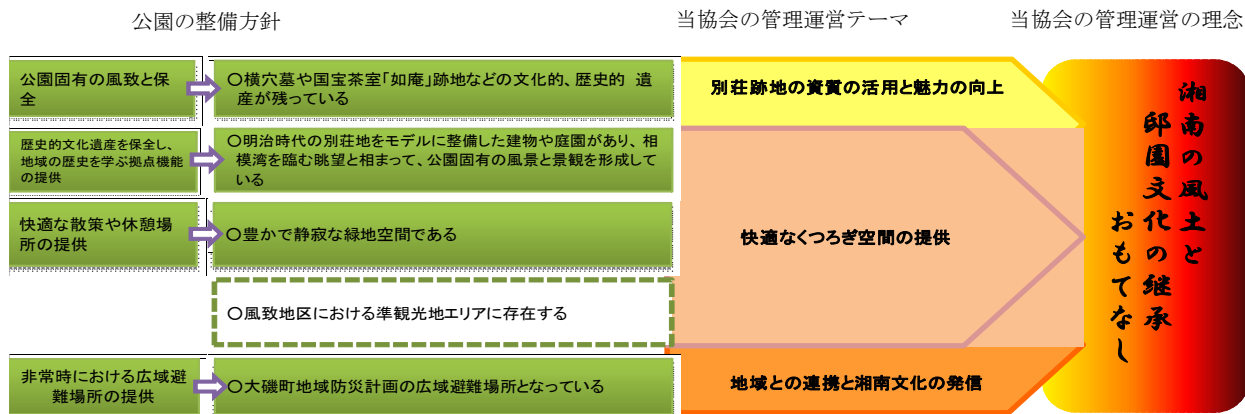 公園の整備方針
当協会の管理運営テーマ
当協会の管理運営の理念
公園固有の風致と保
全
〇横穴墓や国宝茶室「如庵」跡地などの文化的、歴史的 遺
産が残っている
歴史的文化遺産を保全し、
地域の歴史を学ぶ拠点機能
の提供
〇明治時代の別荘地をモデルに整備した建物や庭園があり、相
模湾を臨む眺望と相まって、公園固有の風景と景観を形成して
いる
快適な散策や休憩場
所の提供
〇豊かで静寂な緑地空間である
〇風致地区における準観光地エリアに存在する
非常時における広域避
難場所の提供
〇大磯町地域防災計画の広域避難場所となっている
別荘跡地の資質の活用と魅力の向上
快適なくつろぎ空間の提供
地域との連携と湘南文化の発信
湘南の風土と
邸園文化の継承
おもてなし